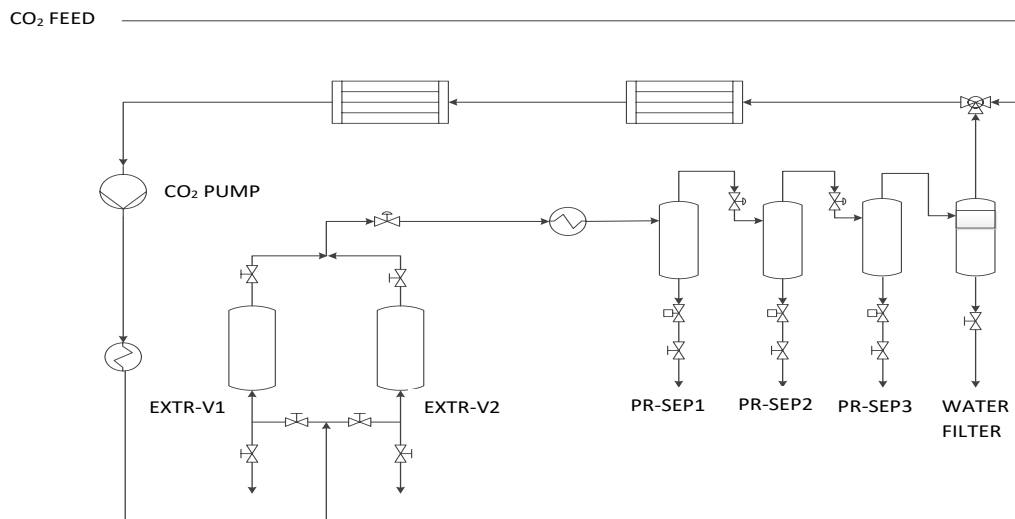 CO₂ FEED
CO₂ PUMP
EXTR-V1
EXTR-V2
PR-SEP1
PR-SEP2
PR-SEP3
WATER
FILTER